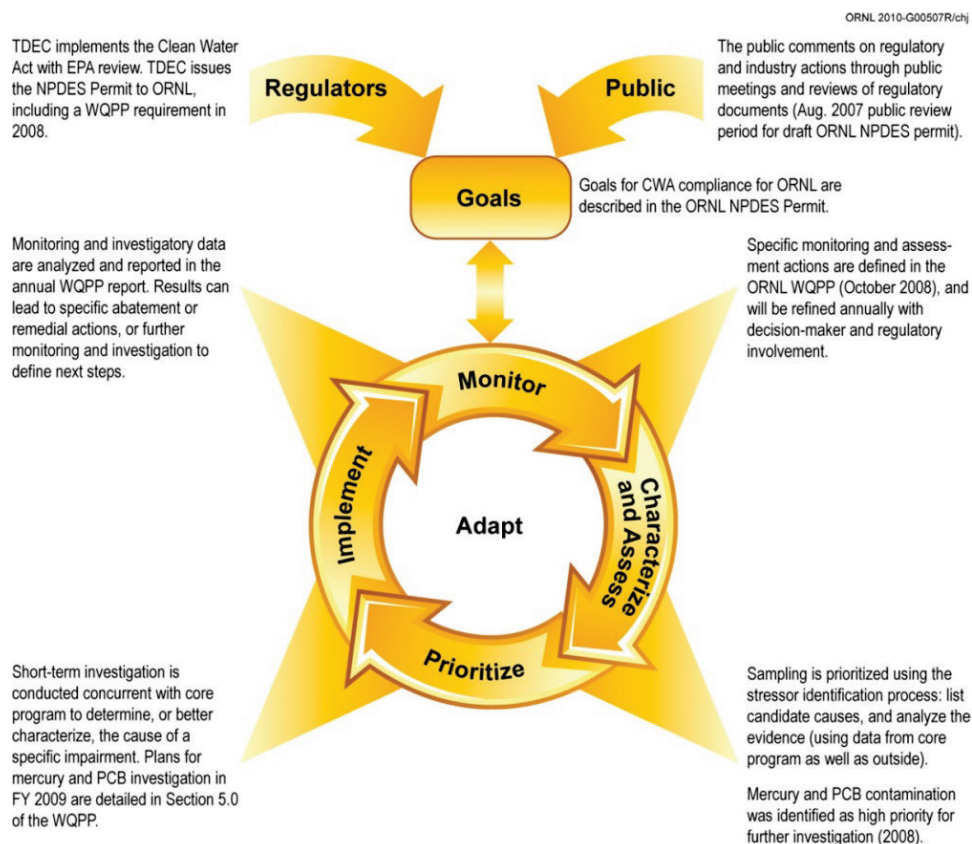 ORNL 2010-G00507R/chj
TDEC implements the Clean Water
Act with EPA review. TDEC issues
the NPDES Permit to ORNL,
including a WQPP requirement in
2008.
Regulators
Public
The public comments on regulatory
and industry actions through public
meetings and reviews of regulatory
documents (Aug. 2007 public review
period for draft ORNL NPDES permit).
Goals
Goals for CWA compliance for ORNL are
described in the ORNL NPDES Permit.
Monitoring and investigatory data
are analyzed and reported in the
annual WQPP report. Results can
lead to specific abatement or
remedial actions, or further
monitoring and investigation to
define next steps.
Specific monitoring and assess-
ment actions are defined in the
ORNL WQPP (October 2008), and
will be refined annually with
decision-maker and regulatory
involvement.
Monitor
Characterize
and Assess
Prioritize
Implement
Adapt
Short-term investigation is
conducted concurrent with core
program to determine, or better
characterize, the cause of a
specific impairment. Plans for
mercury and PCB investigation in
FY 2009 are detailed in Section 5.0
of the WQPP.
Sampling is prioritized using the
stressor identification process: list
candidate causes, and analyze the
evidence (using data from core
program as well as outside).
Mercury and PCB contamination
was identified as high priority for
further investigation (2008).